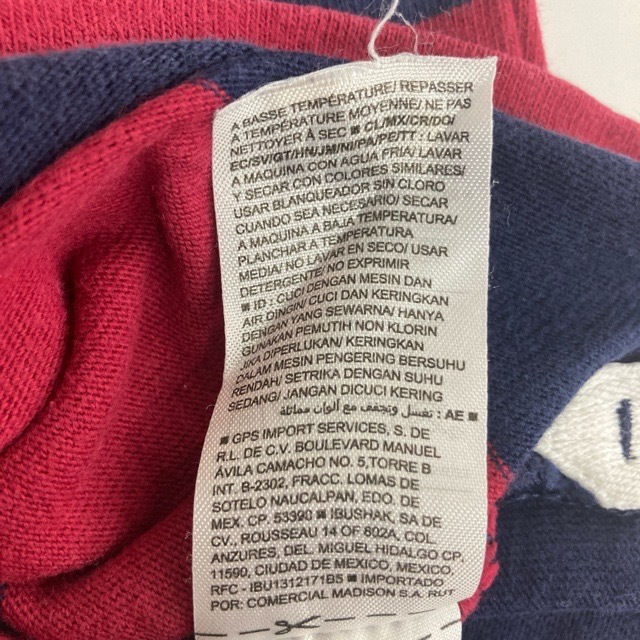 A BASSE TEMPÉRATURE/ REPASSER
A TEMPÉRATURE MOYENNE/ NE PAS
NETTOYER À SEC ■ CL/MX/CR/DO/
EC/SV/GT/HN/JM/NI/PA/PE/TT : LAVAR
A MAQUINA CON AGUA FRIA/ LAVAR
Y SECAR CON COLORES SIMILARES/
USAR BLANQUEADOR SIN CLORO
CUANDO SEA NECESARIO/ SECAR
A MAQUINA A BAJA TEMPERATURA/
PLANCHAR A TEMPERATURA
MEDIA/ NO LAVAR EN SECO/ USAR
DETERGENTE/ NO EXPRIMIR
■ ID : CUCI DENGAN MESIN DAN
AIR DINGIN/ CUCI DAN KERINGKAN
DENGAN YANG SEWARNA/ HANYA
GUNAKAN PEMUTIH NON KLORIN
JIKA DIPERLUKAN/ KERINGKAN
DALAM MESIN PENGERING BERSUHU
RENDAH/ SETRIKA DENGAN SUHU
SEDANG/ JANGAN DICUCI KERING
■ AE : تغسل وتجفف مع ألوان مماثلة
■ GPS IMPORT SERVICES, S. DE
R.L. DE C.V. BOULEVARD MANUEL
ÁVILA CAMACHO NO. 5,TORRE B
INT. B-2302, FRACC. LOMAS DE
SOTELO NAUCALPAN, EDO. DE
MEX. CP. 53390 ■ IBUSHAK, SA DE
CV., ROUSSEAU 14 OF 802A, COL.
ANZURES, DEL. MIGUEL HIDALGO CP.
11590, CIUDAD DE MEXICO, MEXICO.
RFC - IBU1312171B5 ■ IMPORTADO
POR: COMERCIAL MADISON S.A. RUT